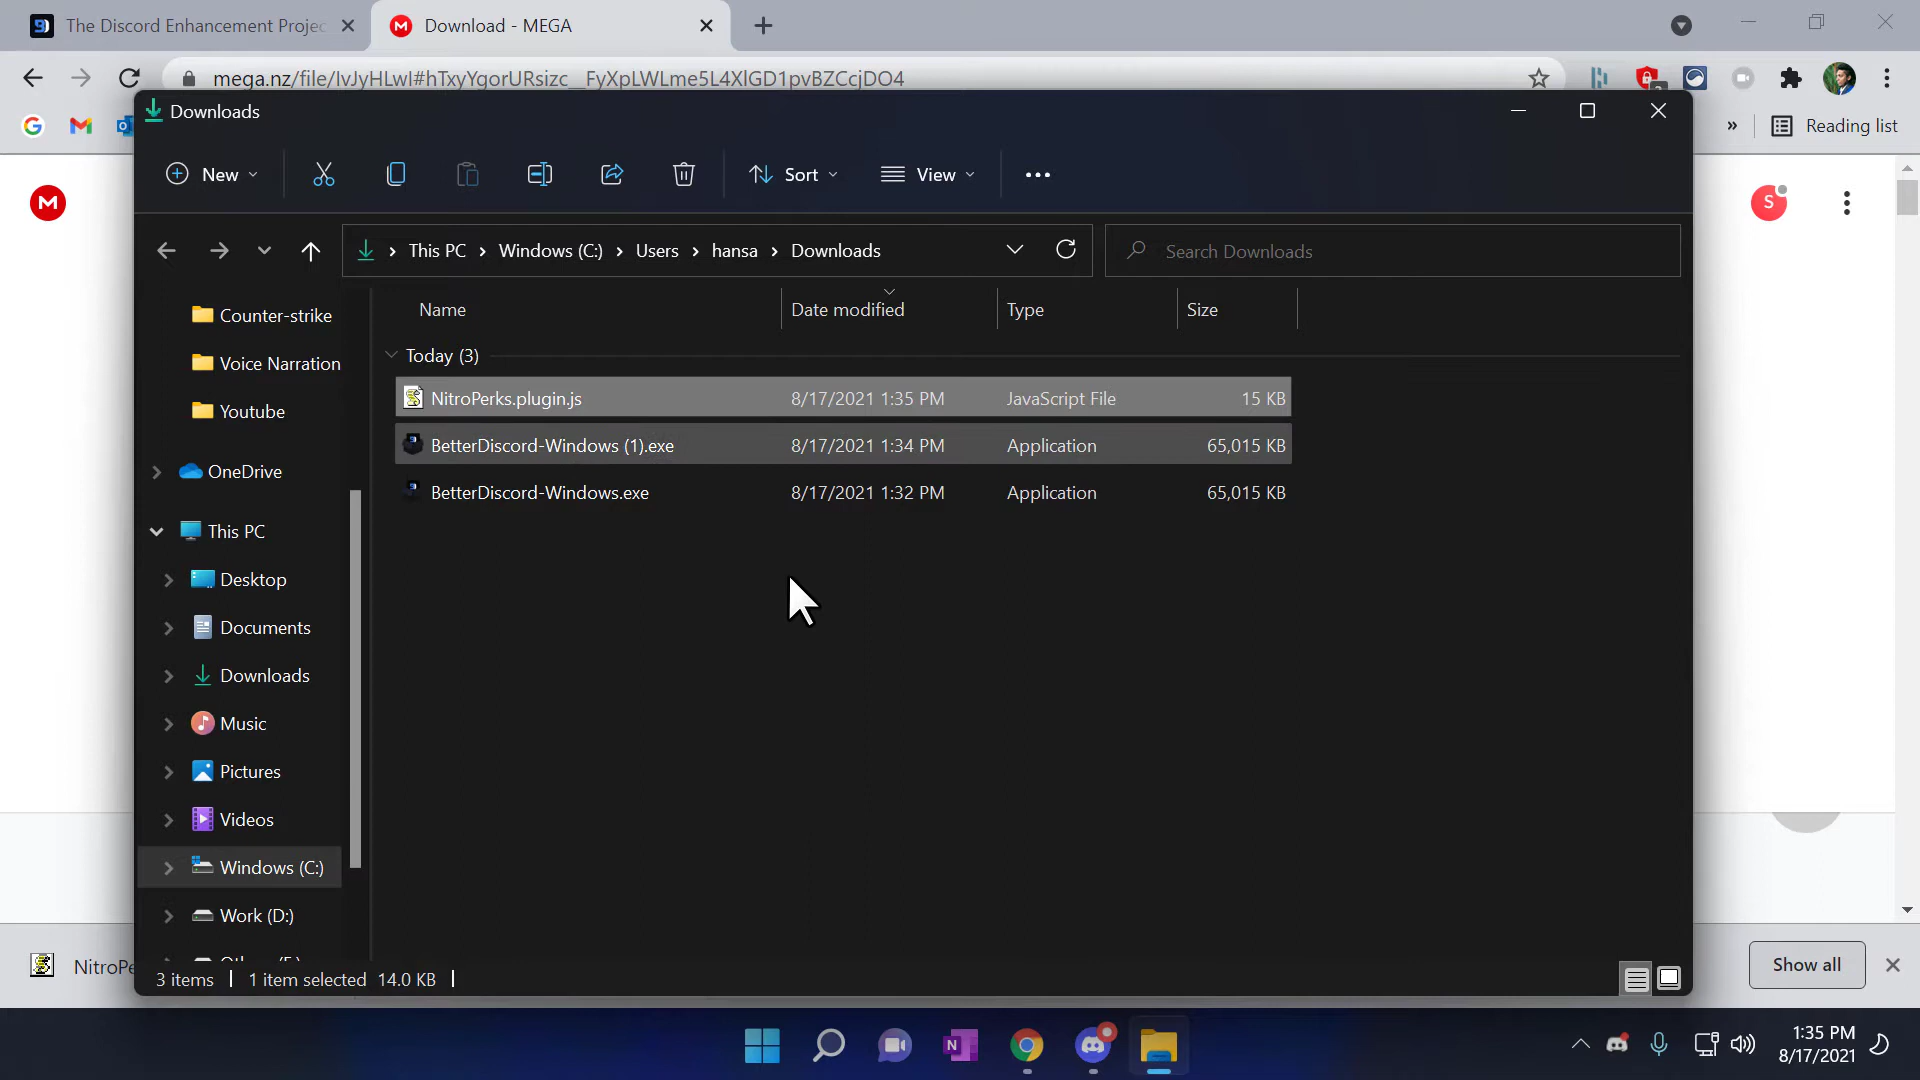 The Discord Enhancement Projec
Download - MEGA
mega.nz/file/IvJyHLwI#hTxyYgorURsizc__FyXpLWLme5L4XlGD1pvBZCcjDO4
Reading list
Downloads
New
Sort
View
This PC > Windows (C:) > Users > hansa > Downloads
Search Downloads
Name Date modified Type Size
Today (3)
NitroPerks.plugin.js 8/17/2021 1:35 PM JavaScript File 15 KB
BetterDiscord-Windows (1).exe 8/17/2021 1:34 PM Application 65,015 KB
BetterDiscord-Windows.exe 8/17/2021 1:32 PM Application 65,015 KB
Counter-strike
Voice Narration
Youtube
OneDrive
This PC
Desktop
Documents
Downloads
Music
Pictures
Videos
Windows (C:)
Work (D:)
3 items
1 item selected 14.0 KB
NitroPe
Show all
S
1:35 PM
8/17/2021